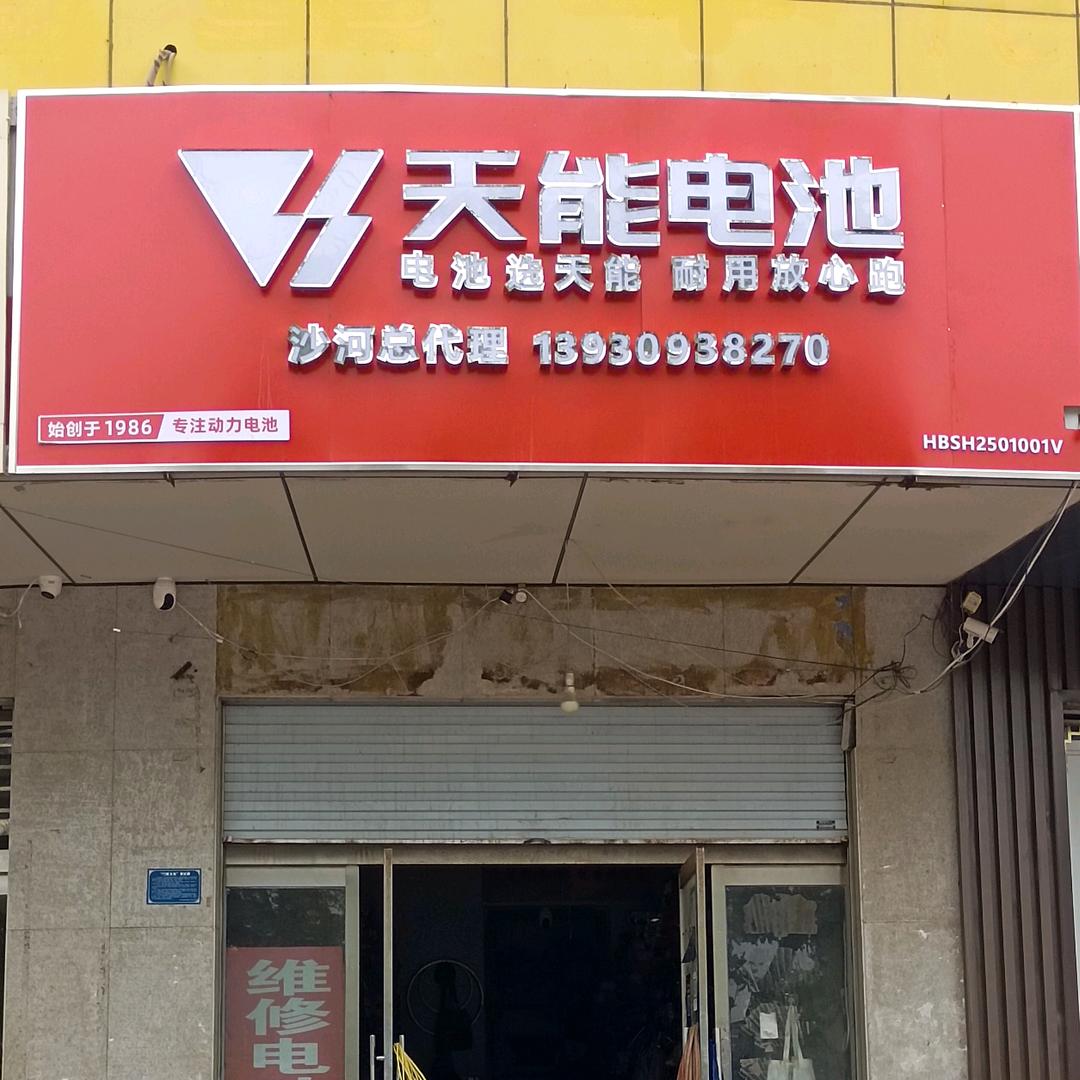 天能电池
电池选天能 耐用放心跑
沙河总代理 13930938270
始创于1986 专注动力电池
HBSH2501001V
维修电